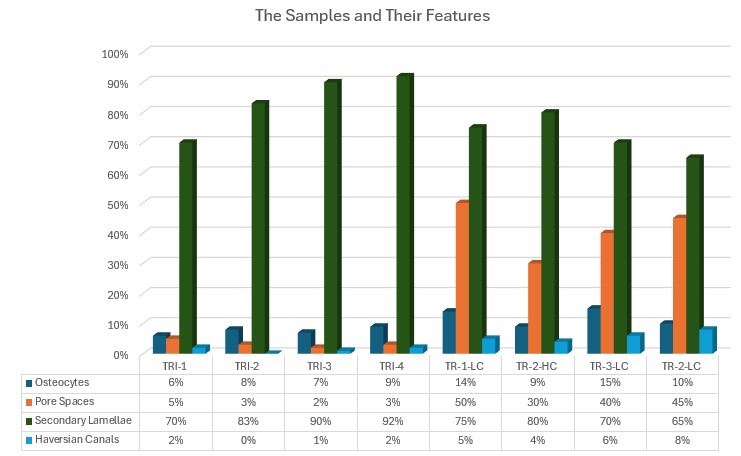 The Samples and Their Features
100%
90%
80%
70%
60%
50%
40%
30%
20%
10%
0%
TRI-1 TRI-2 TRI-3 TRI-4 TR-1-LC TR-2-HC TR-3-LC TR-2-LC
Osteocytes 6% 8% 7% 9% 14% 9% 15% 10%
Pore Spaces 5% 3% 2% 3% 50% 30% 40% 45%
Secondary Lamellae 70% 83% 90% 92% 75% 80% 70% 65%
Haversian Canals 2% 0% 1% 2% 5% 4% 6% 8%